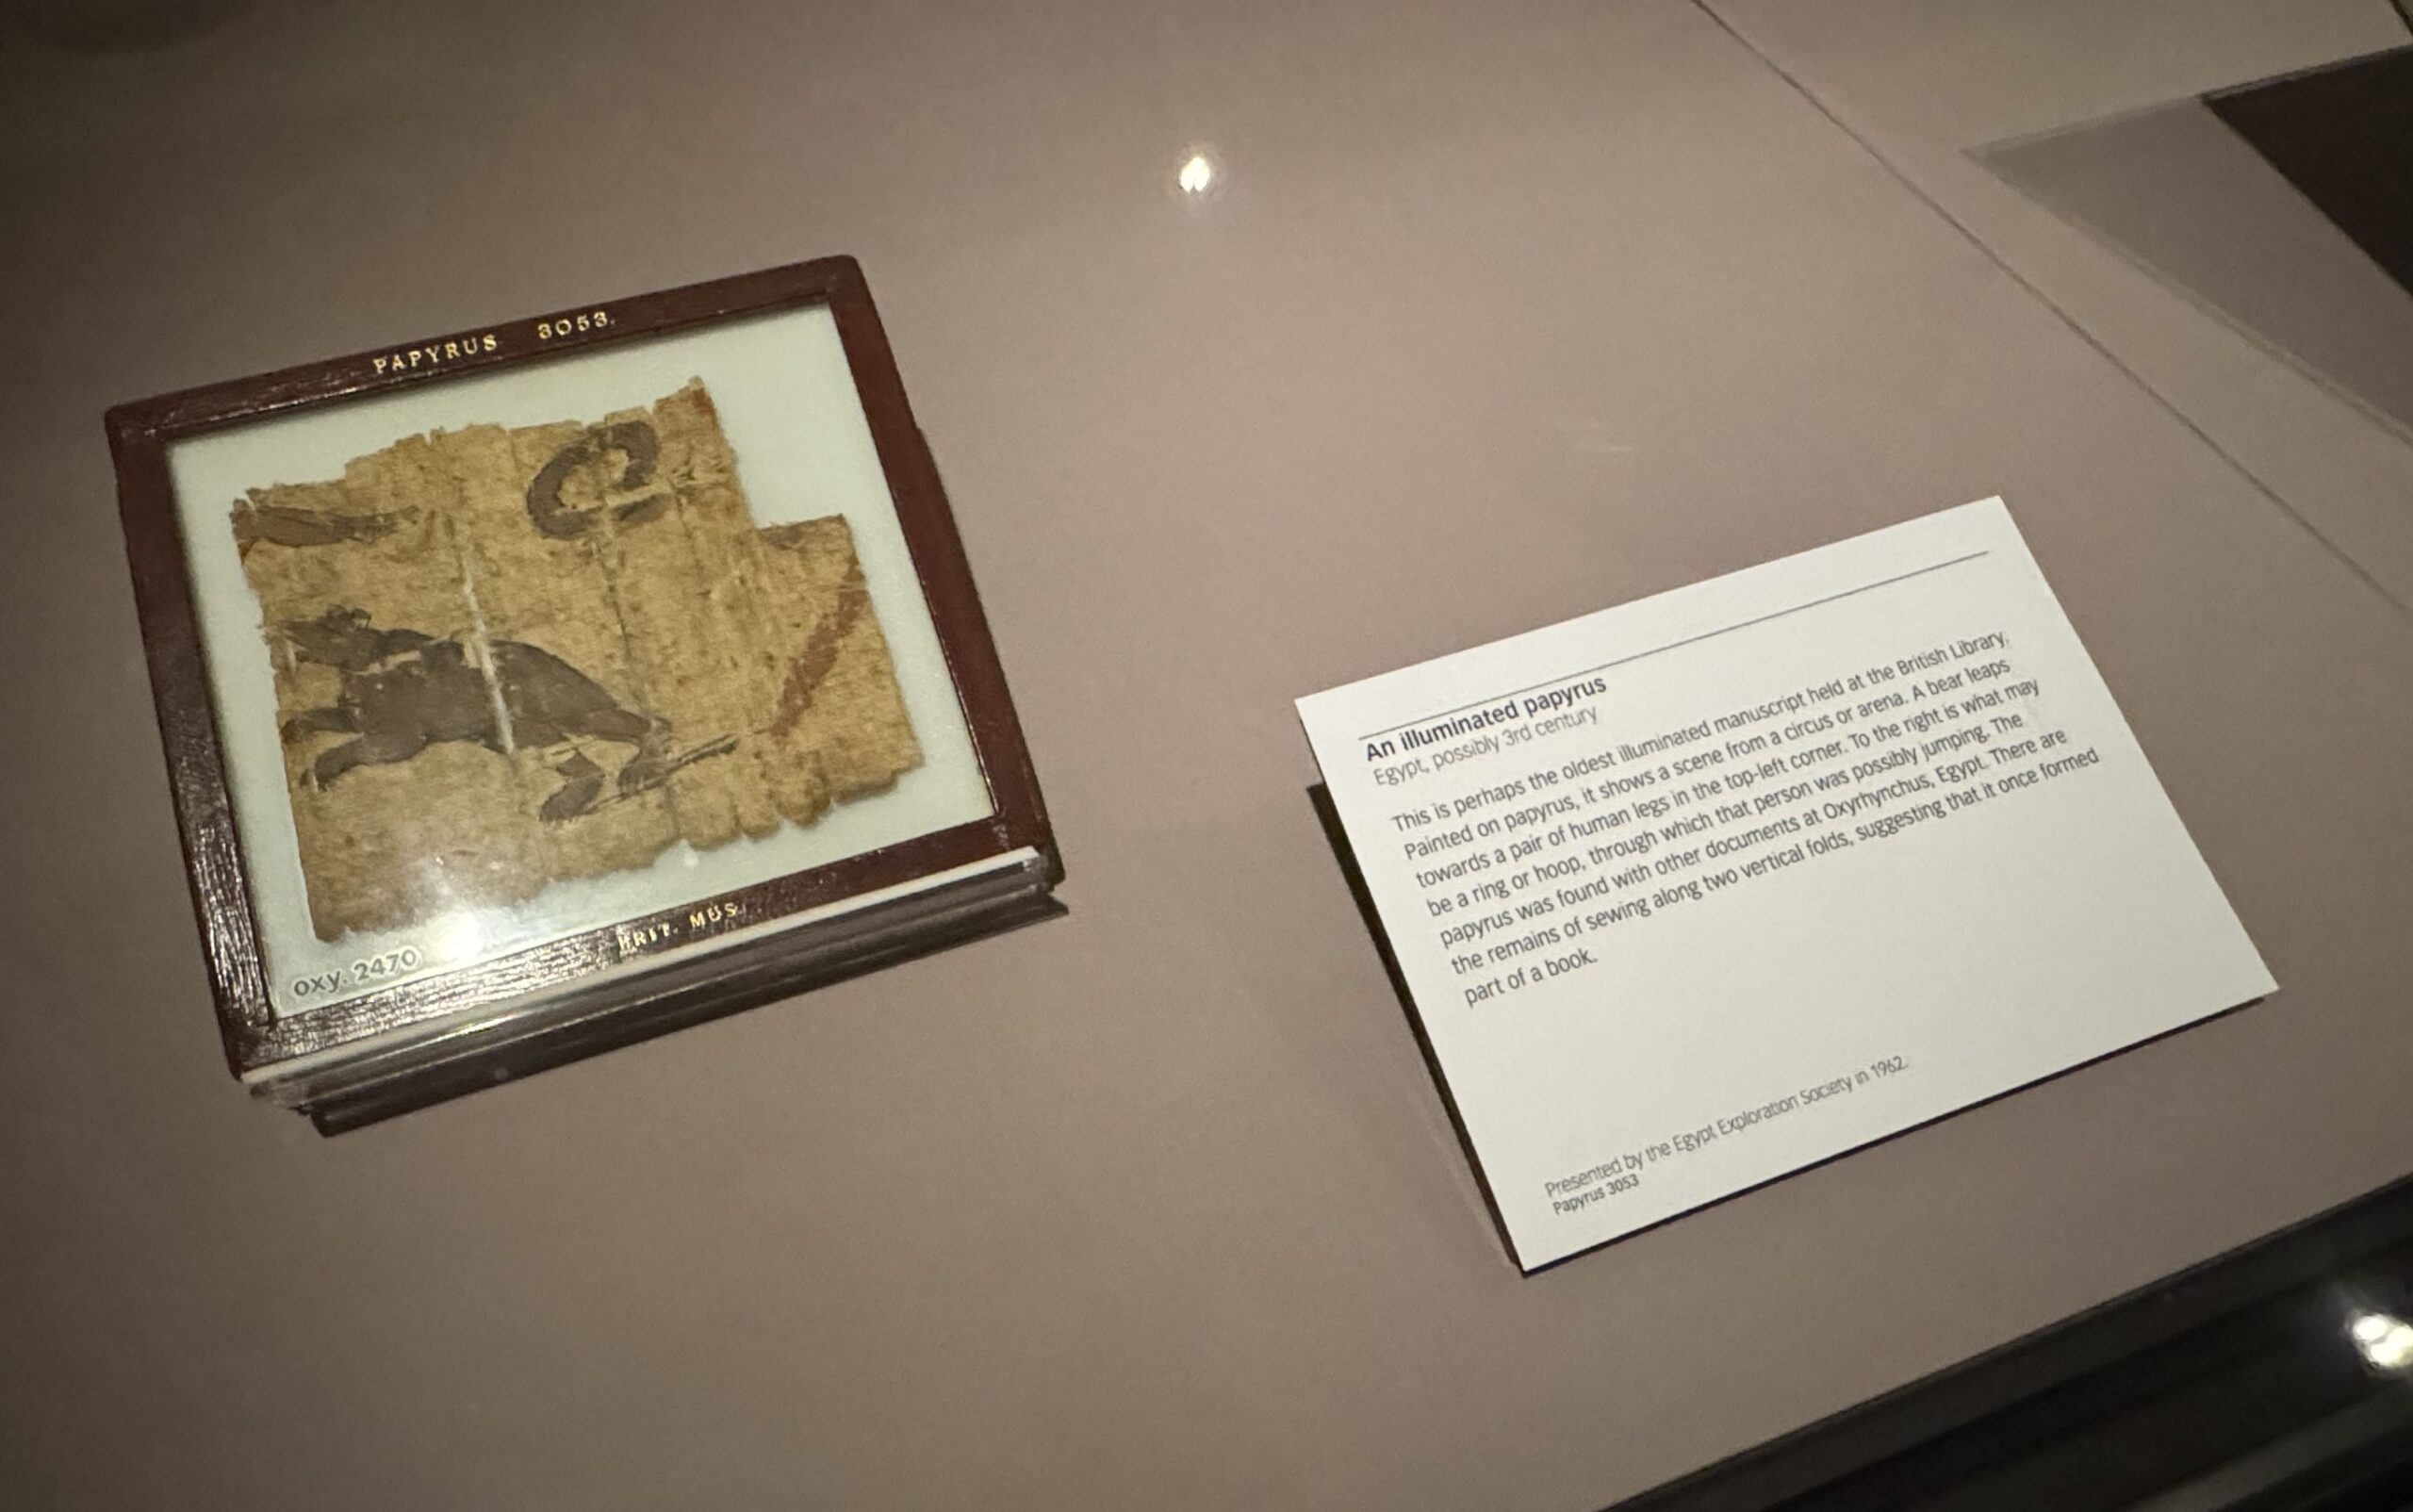 PAPYRUS 3053.
oxy. 2470
BRIT. MUS.
An illuminated papyrus
Egypt, possibly 3rd century
This is perhaps the oldest illuminated manuscript held at the British Library.
Painted on papyrus, it shows a scene from a circus or arena. A bear leaps
towards a pair of human legs in the top-left corner. To the right is what may
be a ring or hoop, through which that person was possibly jumping. The
papyrus was found with other documents at Oxyrhynchus, Egypt. There are
the remains of sewing along two vertical folds, suggesting that it once formed
part of a book.
Presented by the Egypt Exploration Society in 1962.
Papyrus 3053